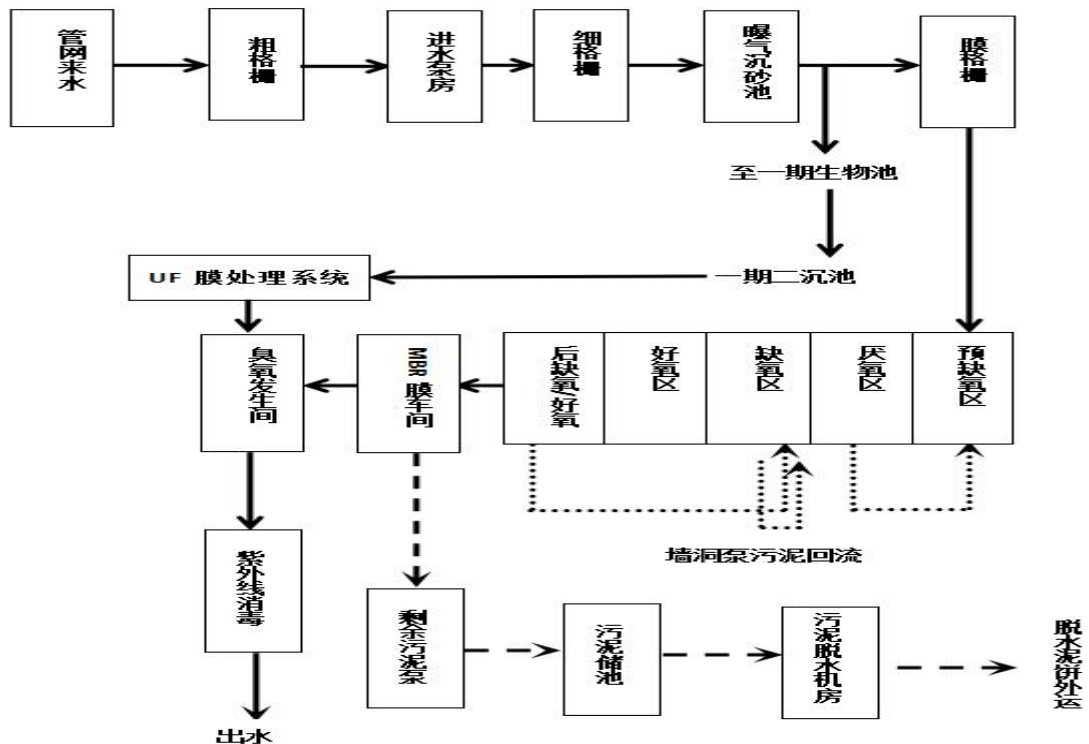 管网来水
粗格栅
进水泵房
细格栅
曝气沉砂池
膜格栅
至一期生物池
UF 膜处理系统
一期二沉池
臭氧发生间
MBR 膜车间
后缺氧/好氧
好氧区
缺氧区
厌氧区
预缺氧区
墙洞泵污泥回流
紫外线消毒
剩余污泥泵
污泥储池
污泥脱水机房
脱水泥饼外运
出水